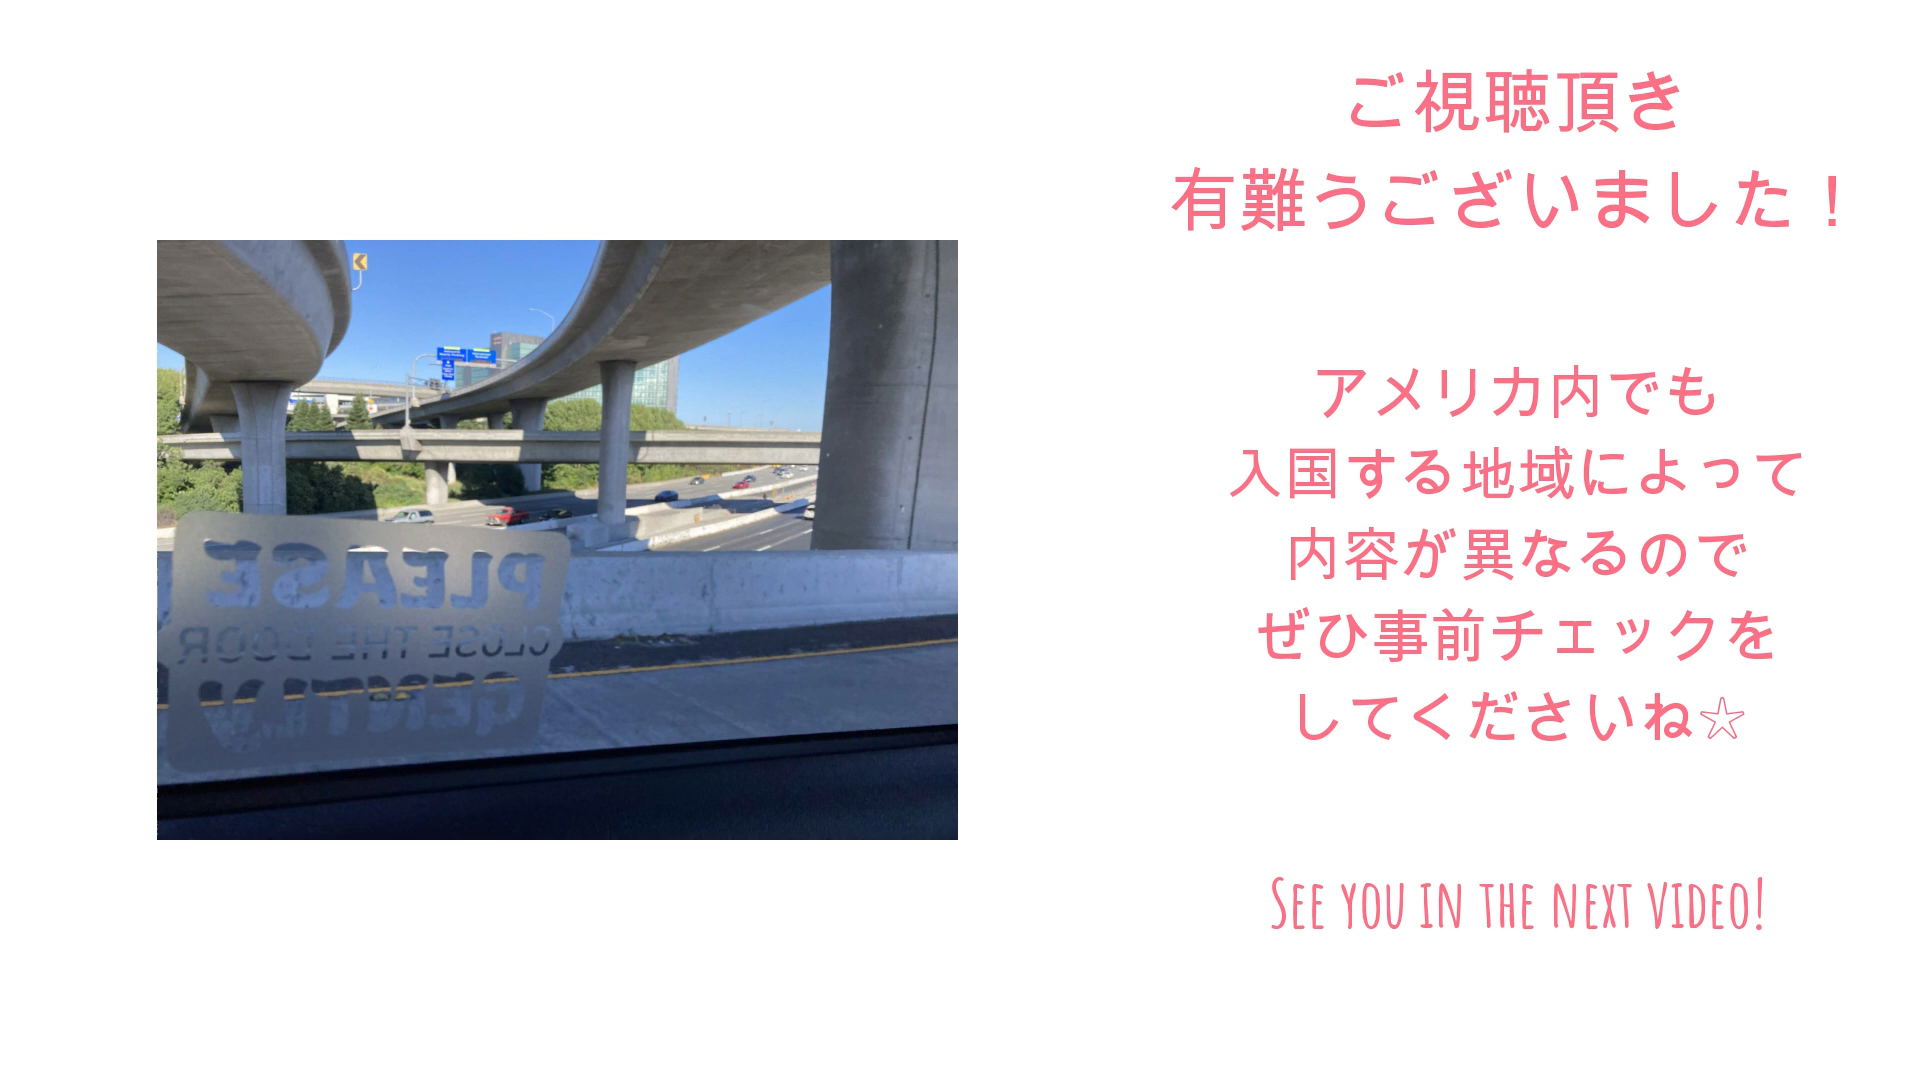 ご視聴頂き
有難うございました！
アメリカ内でも
入国する地域によって
内容が異なるので
ぜひ事前チェックを
してくださいね☆
SEE YOU IN THE NEXT VIDEO!
PLEASE
CLOSE THE DOOR
GENTLY